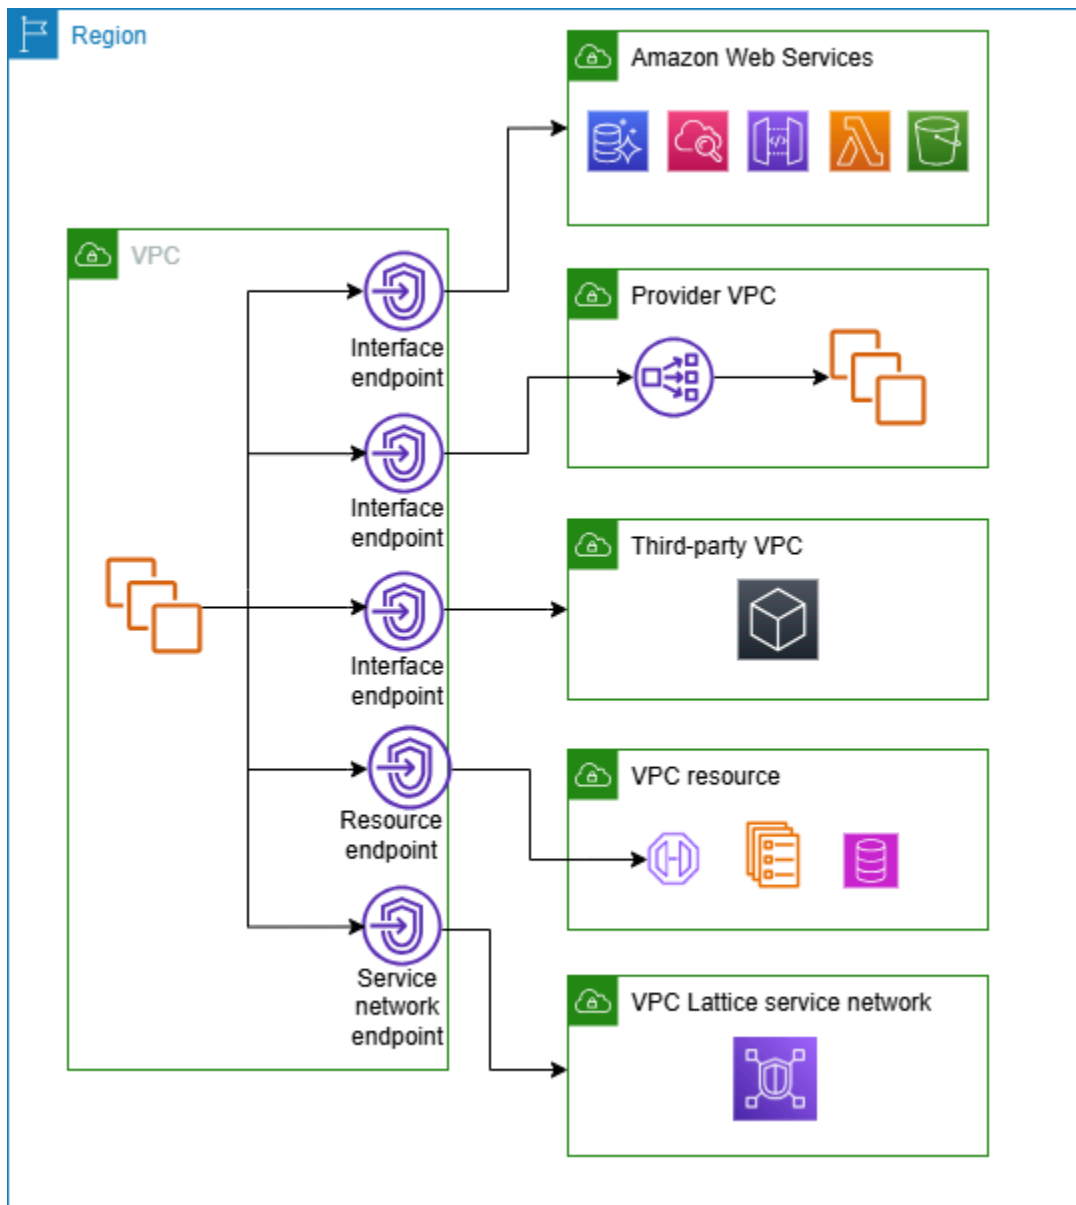 Region
Amazon Web Services
VPC
Interface
endpoint
Provider VPC
Interface
endpoint
Third-party VPC
Interface
endpoint
VPC resource
Resource
endpoint
Service
network
endpoint
VPC Lattice service network